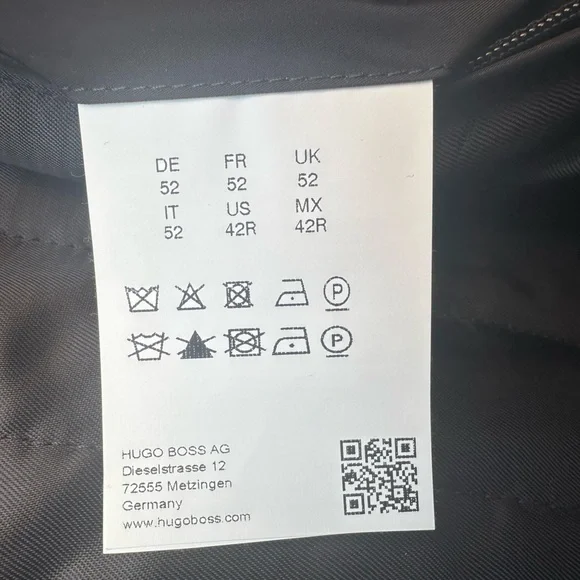 DE FR UK
52 52 52
IT US MX
52 42R 42R
P
P
HUGO BOSS AG
Dieselstrasse 12
72555 Metzingen
Germany
www.hugoboss.com